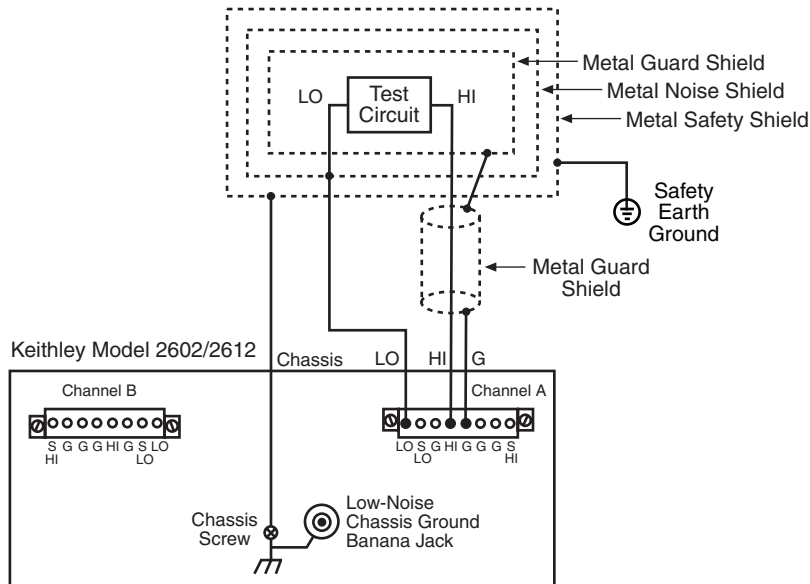 Metal Guard Shield
Metal Noise Shield
Metal Safety Shield
LO
Test
Circuit
HI
Safety
Earth
Ground
Metal Guard
Shield
Keithley Model 2602/2612
Chassis
LO
HI
G
Channel B
Channel A
S G G G HI G S LO
HI LO
LO S G HI G G G S
LO HI
Chassis
Screw
Low-Noise
Chassis Ground
Banana Jack